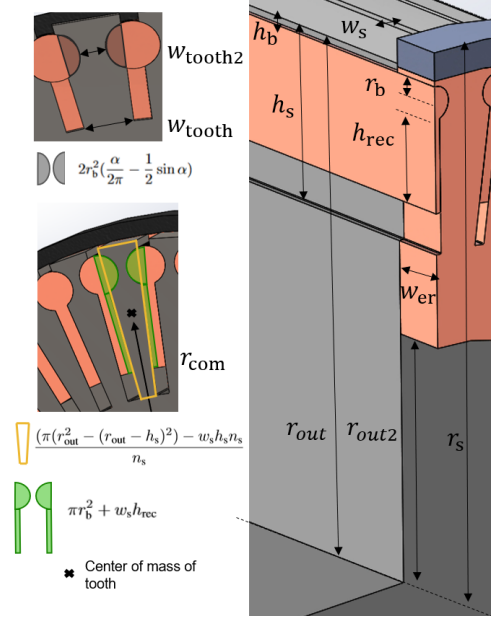 w_tooth2
w_tooth
2r_b^2(α/2π − 1/2 sin α)
r_com
(π(r_out^2 − (r_out − h_s)^2) − w_s h_s n_s)/n_s
πr_b^2 + w_s h_rec
Center of mass of
tooth
w_s
h_b
r_b
h_s
h_rec
w_er
r_out
r_out2
r_s